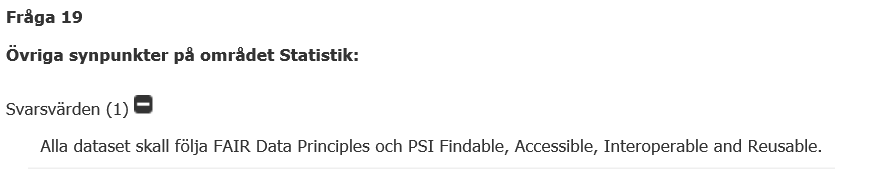 Fråga 19
Övriga synpunkter på området Statistik:
Svarsvärden (1)
Alla dataset skall följa FAIR Data Principles och PSI Findable, Accessible, Interoperable and Reusable.